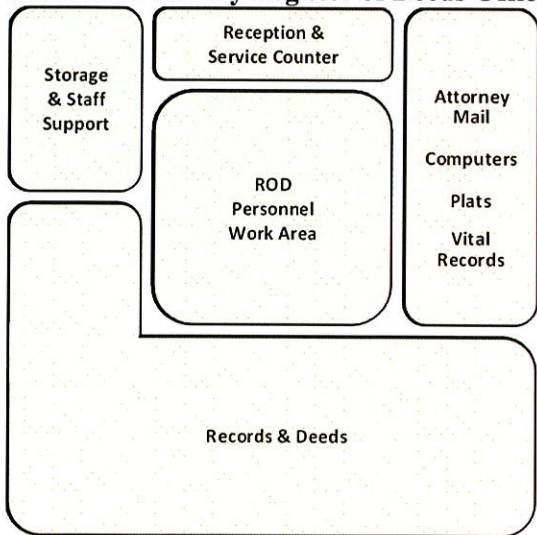 Reception &
Service Counter
Storage
& Staff
Support
Attorney
Mail
Computers
Plats
Vital
Records
ROD
Personnel
Work Area
Records & Deeds